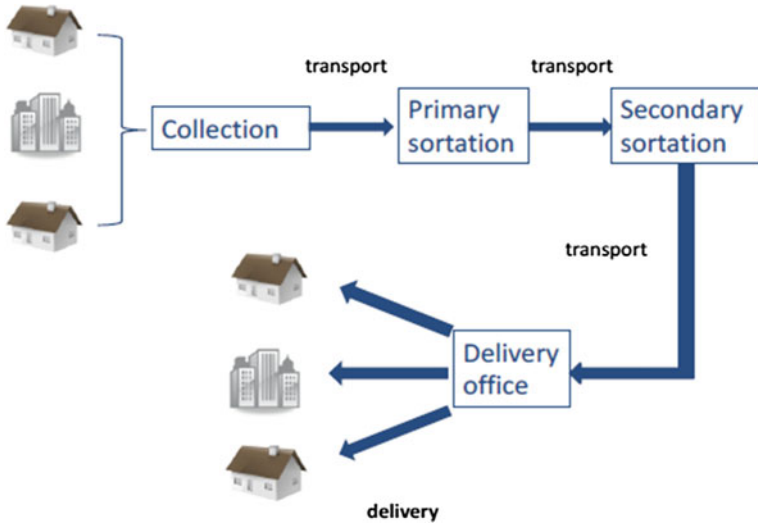 transport
transport
Collection
Primary
sortation
Secondary
sortation
transport
Delivery
office
delivery